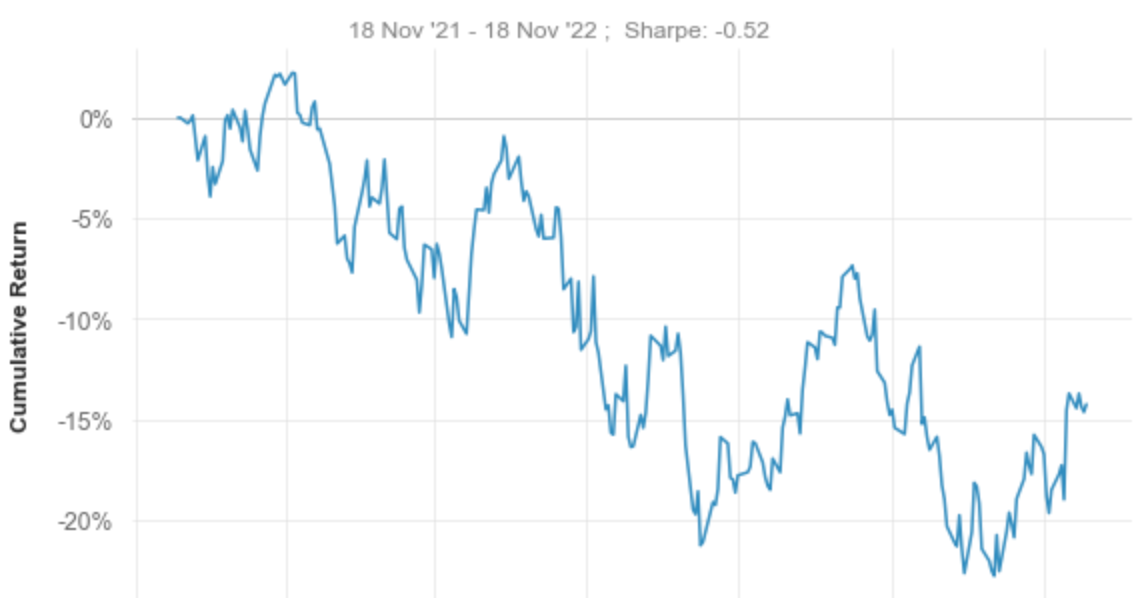 18 Nov '21 - 18 Nov '22 ;  Sharpe: -0.52
0%
-5%
-10%
-15%
-20%
Cumulative Return